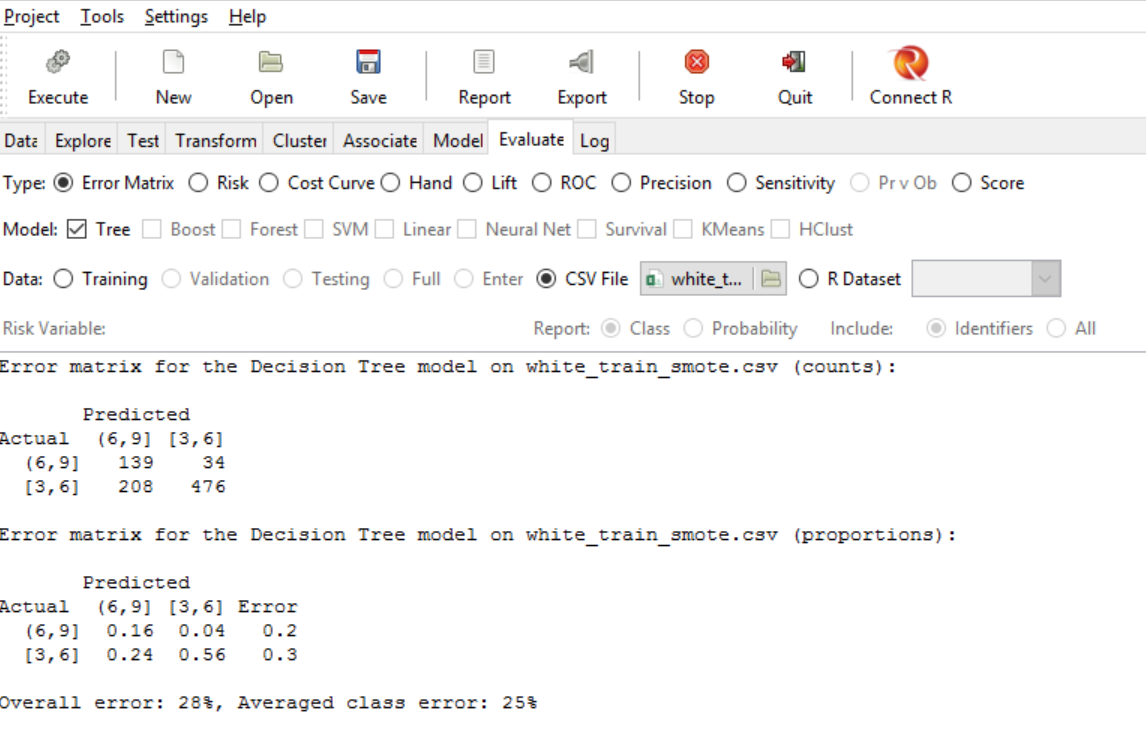 Project Tools Settings Help
Execute New Open Save Report Export Stop Quit Connect R
Data Explore Test Transform Cluster Associate Model Evaluate Log
Type: Error Matrix Risk Cost Curve Hand Lift ROC Precision Sensitivity Pr v Ob Score
Model: Tree Boost Forest SVM Linear Neural Net Survival KMeans HClust
Data: Training Validation Testing Full Enter CSV File white_t... R Dataset
Risk Variable: Report: Class Probability Include: Identifiers All
Error matrix for the Decision Tree model on white_train_smote.csv (counts):
Predicted
Actual (6,9] [3,6]
(6,9] 139 34
[3,6] 208 476
Error matrix for the Decision Tree model on white_train_smote.csv (proportions):
Predicted
Actual (6,9] [3,6] Error
(6,9] 0.16 0.04 0.2
[3,6] 0.24 0.56 0.3
Overall error: 28%, Averaged class error: 25%